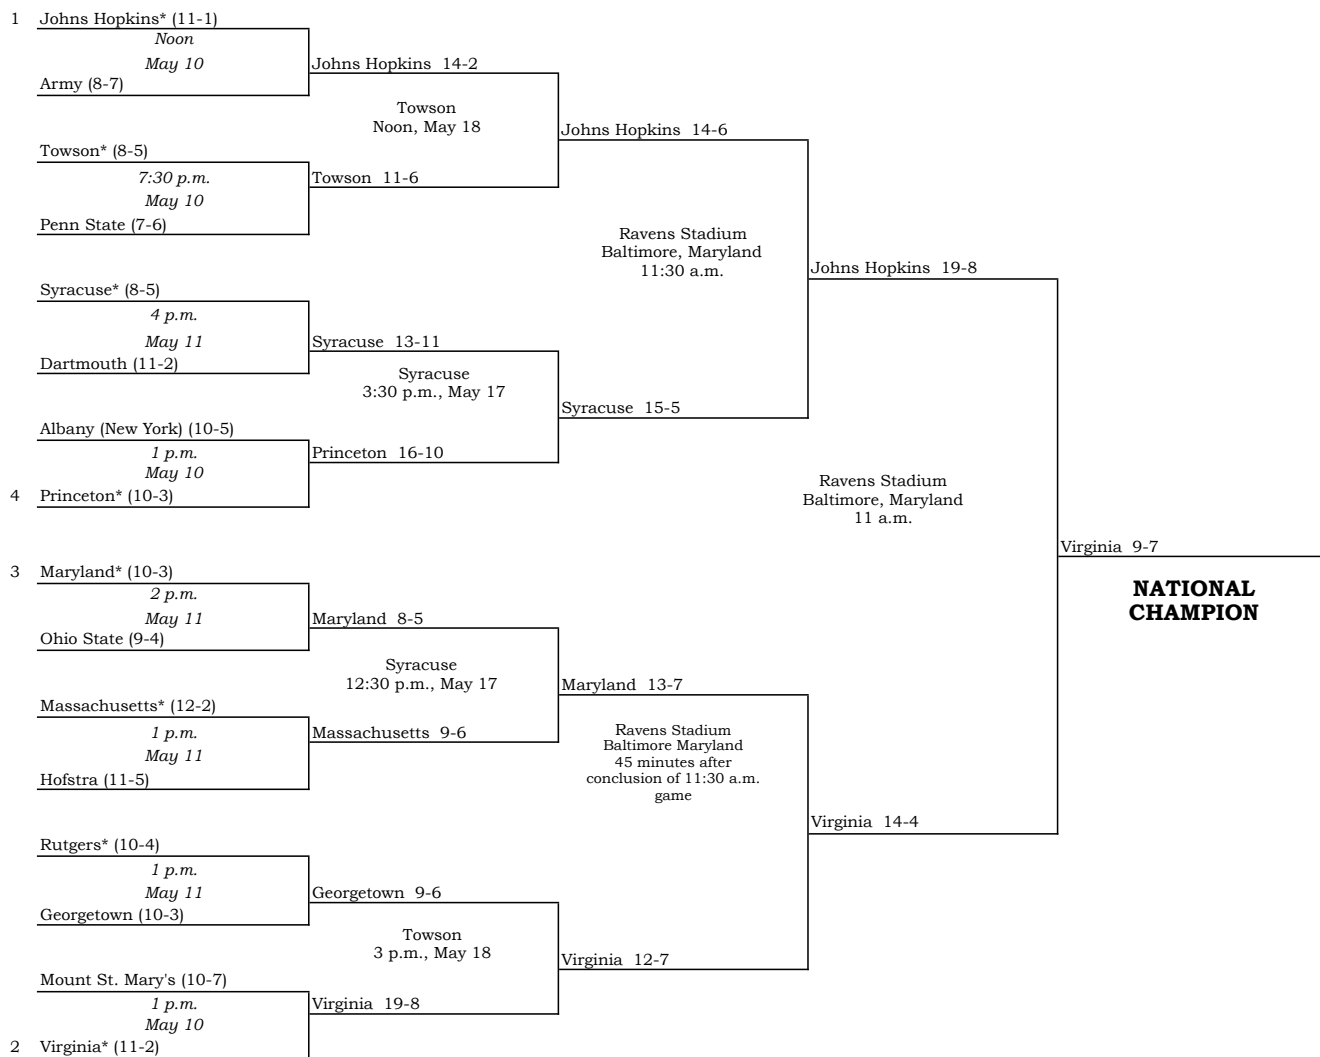 1 Johns Hopkins* (11-1)
Noon
May 10
Army (8-7)
Johns Hopkins 14-2
Towson
Noon, May 18
Johns Hopkins 14-6
Towson* (8-5)
7:30 p.m.
May 10
Penn State (7-6)
Towson 11-6
Ravens Stadium
Baltimore, Maryland
11:30 a.m.
Johns Hopkins 19-8
Syracuse* (8-5)
4 p.m.
May 11
Dartmouth (11-2)
Syracuse 13-11
Syracuse
3:30 p.m., May 17
Syracuse 15-5
Albany (New York) (10-5)
1 p.m.
May 10
4 Princeton* (10-3)
Princeton 16-10
Ravens Stadium
Baltimore, Maryland
11 a.m.
Virginia 9-7
NATIONAL
CHAMPION
3 Maryland* (10-3)
2 p.m.
May 11
Ohio State (9-4)
Maryland 8-5
Syracuse
12:30 p.m., May 17
Maryland 13-7
Massachusetts* (12-2)
1 p.m.
May 11
Hofstra (11-5)
Massachusetts 9-6
Ravens Stadium
Baltimore Maryland
45 minutes after
conclusion of 11:30 a.m.
game
Virginia 14-4
Rutgers* (10-4)
1 p.m.
May 11
Georgetown (10-3)
Georgetown 9-6
Towson
3 p.m., May 18
Virginia 12-7
Mount St. Mary's (10-7)
1 p.m.
May 10
2 Virginia* (11-2)
Virginia 19-8